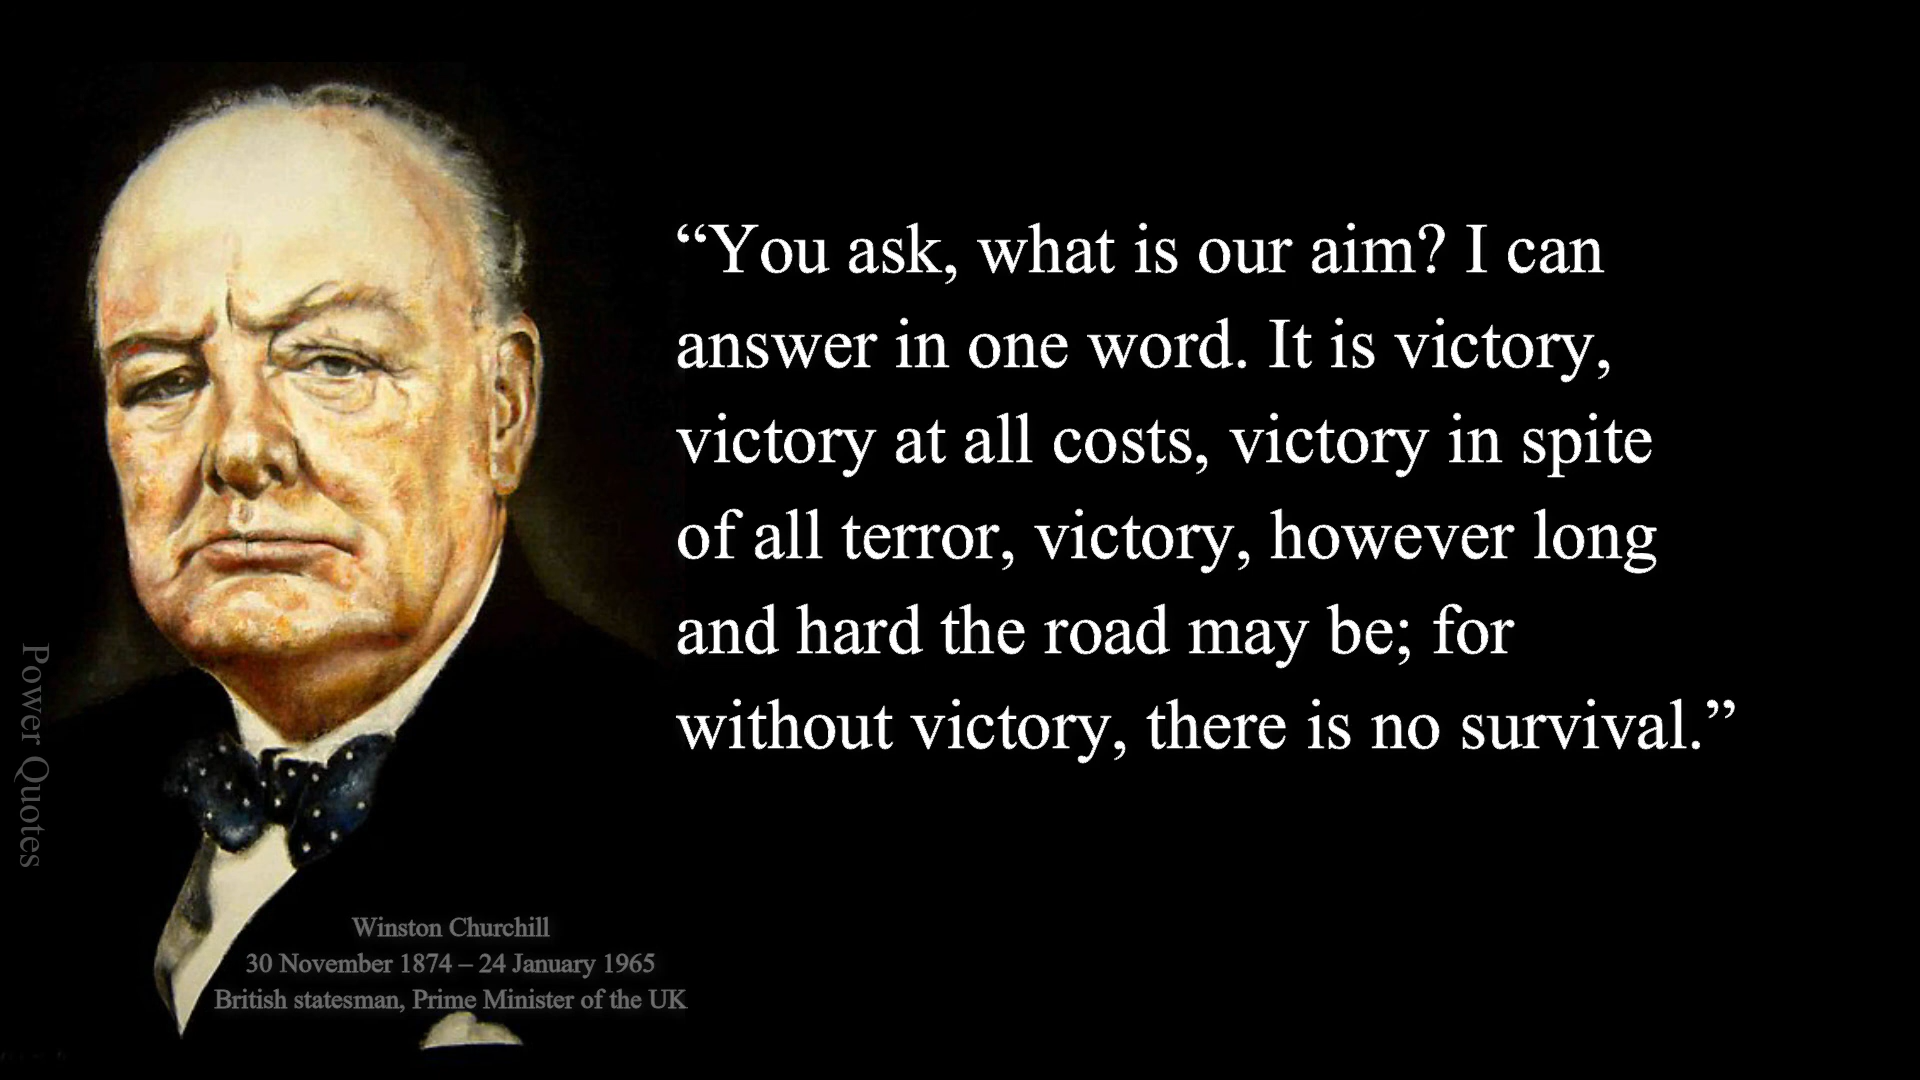 “You ask, what is our aim? I can
answer in one word. It is victory,
victory at all costs, victory in spite
of all terror, victory, however long
and hard the road may be; for
without victory, there is no survival.”
Power Quotes
Winston Churchill
30 November 1874 – 24 January 1965
British statesman, Prime Minister of the UK